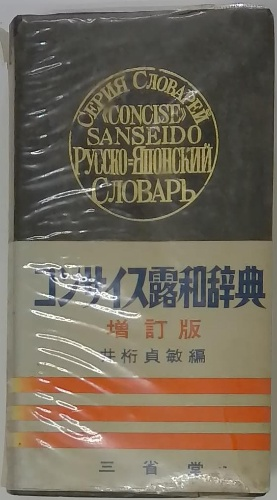 СЕРИЯ СЛОВАРЕЙ
«CONCISE»
SANSEIDO
РУССКО-ЯПОНСКИЙ
СЛОВАРЬ
コンサイス露和辞典
増訂版
井桁貞敏編
三省堂